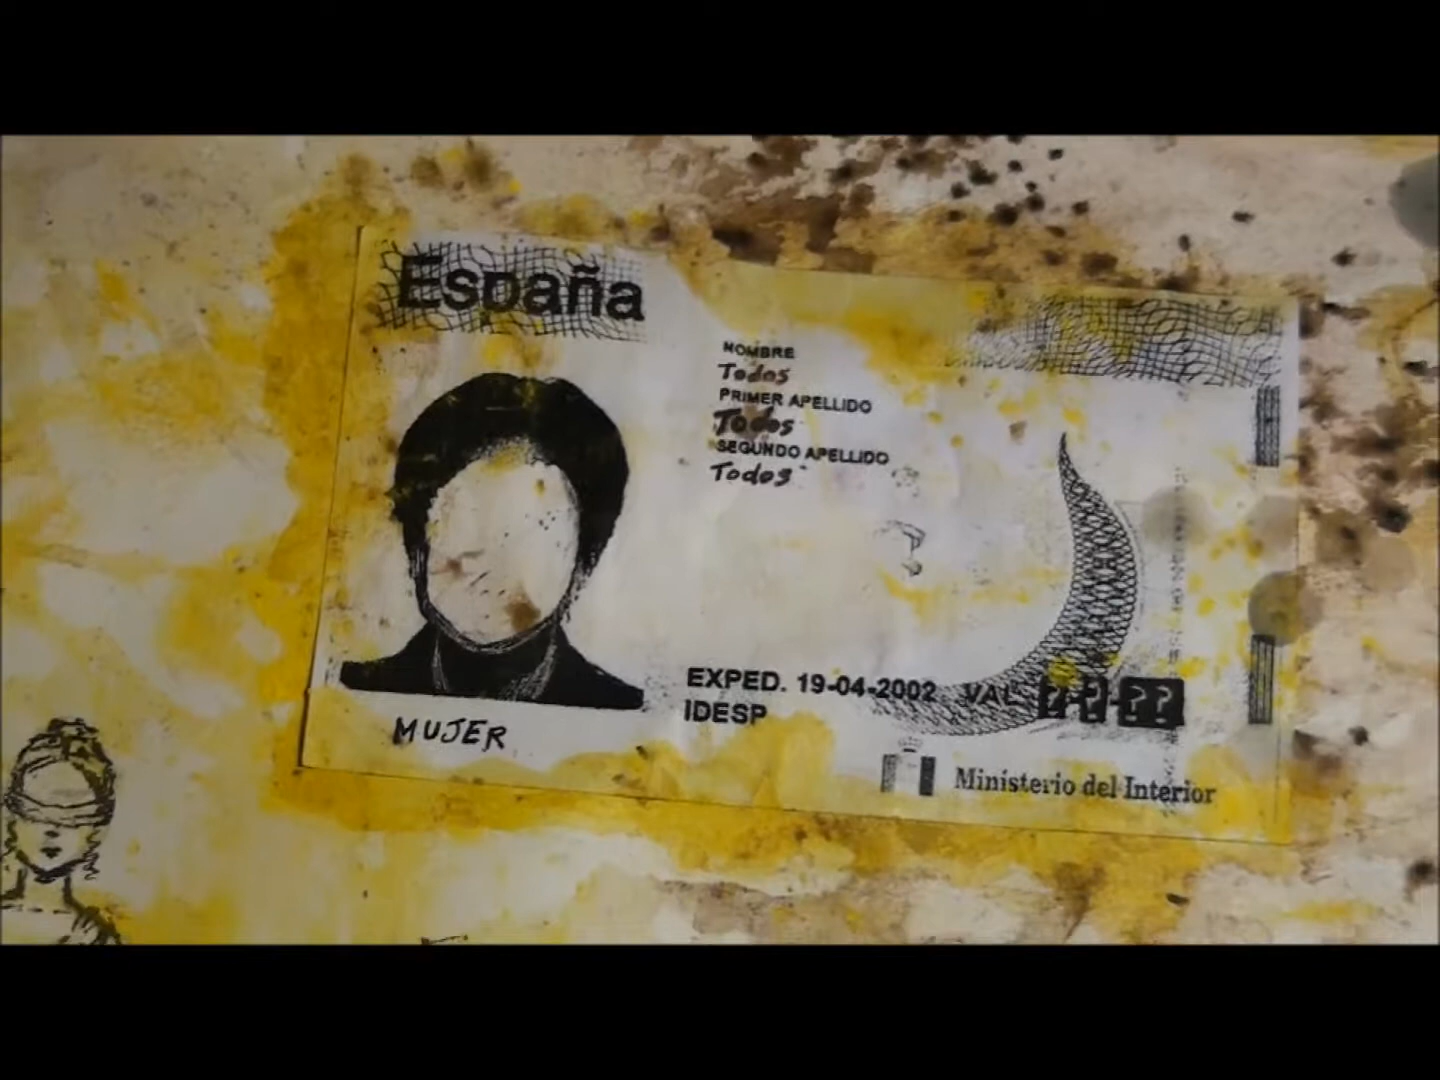 España
NOMBRE
Todos
PRIMER APELLIDO
Todos
SEGUNDO APELLIDO
Todos
EXPED. 19-04-2002 VAL ?-?-??
IDESP
MUJER
Ministerio del Interior